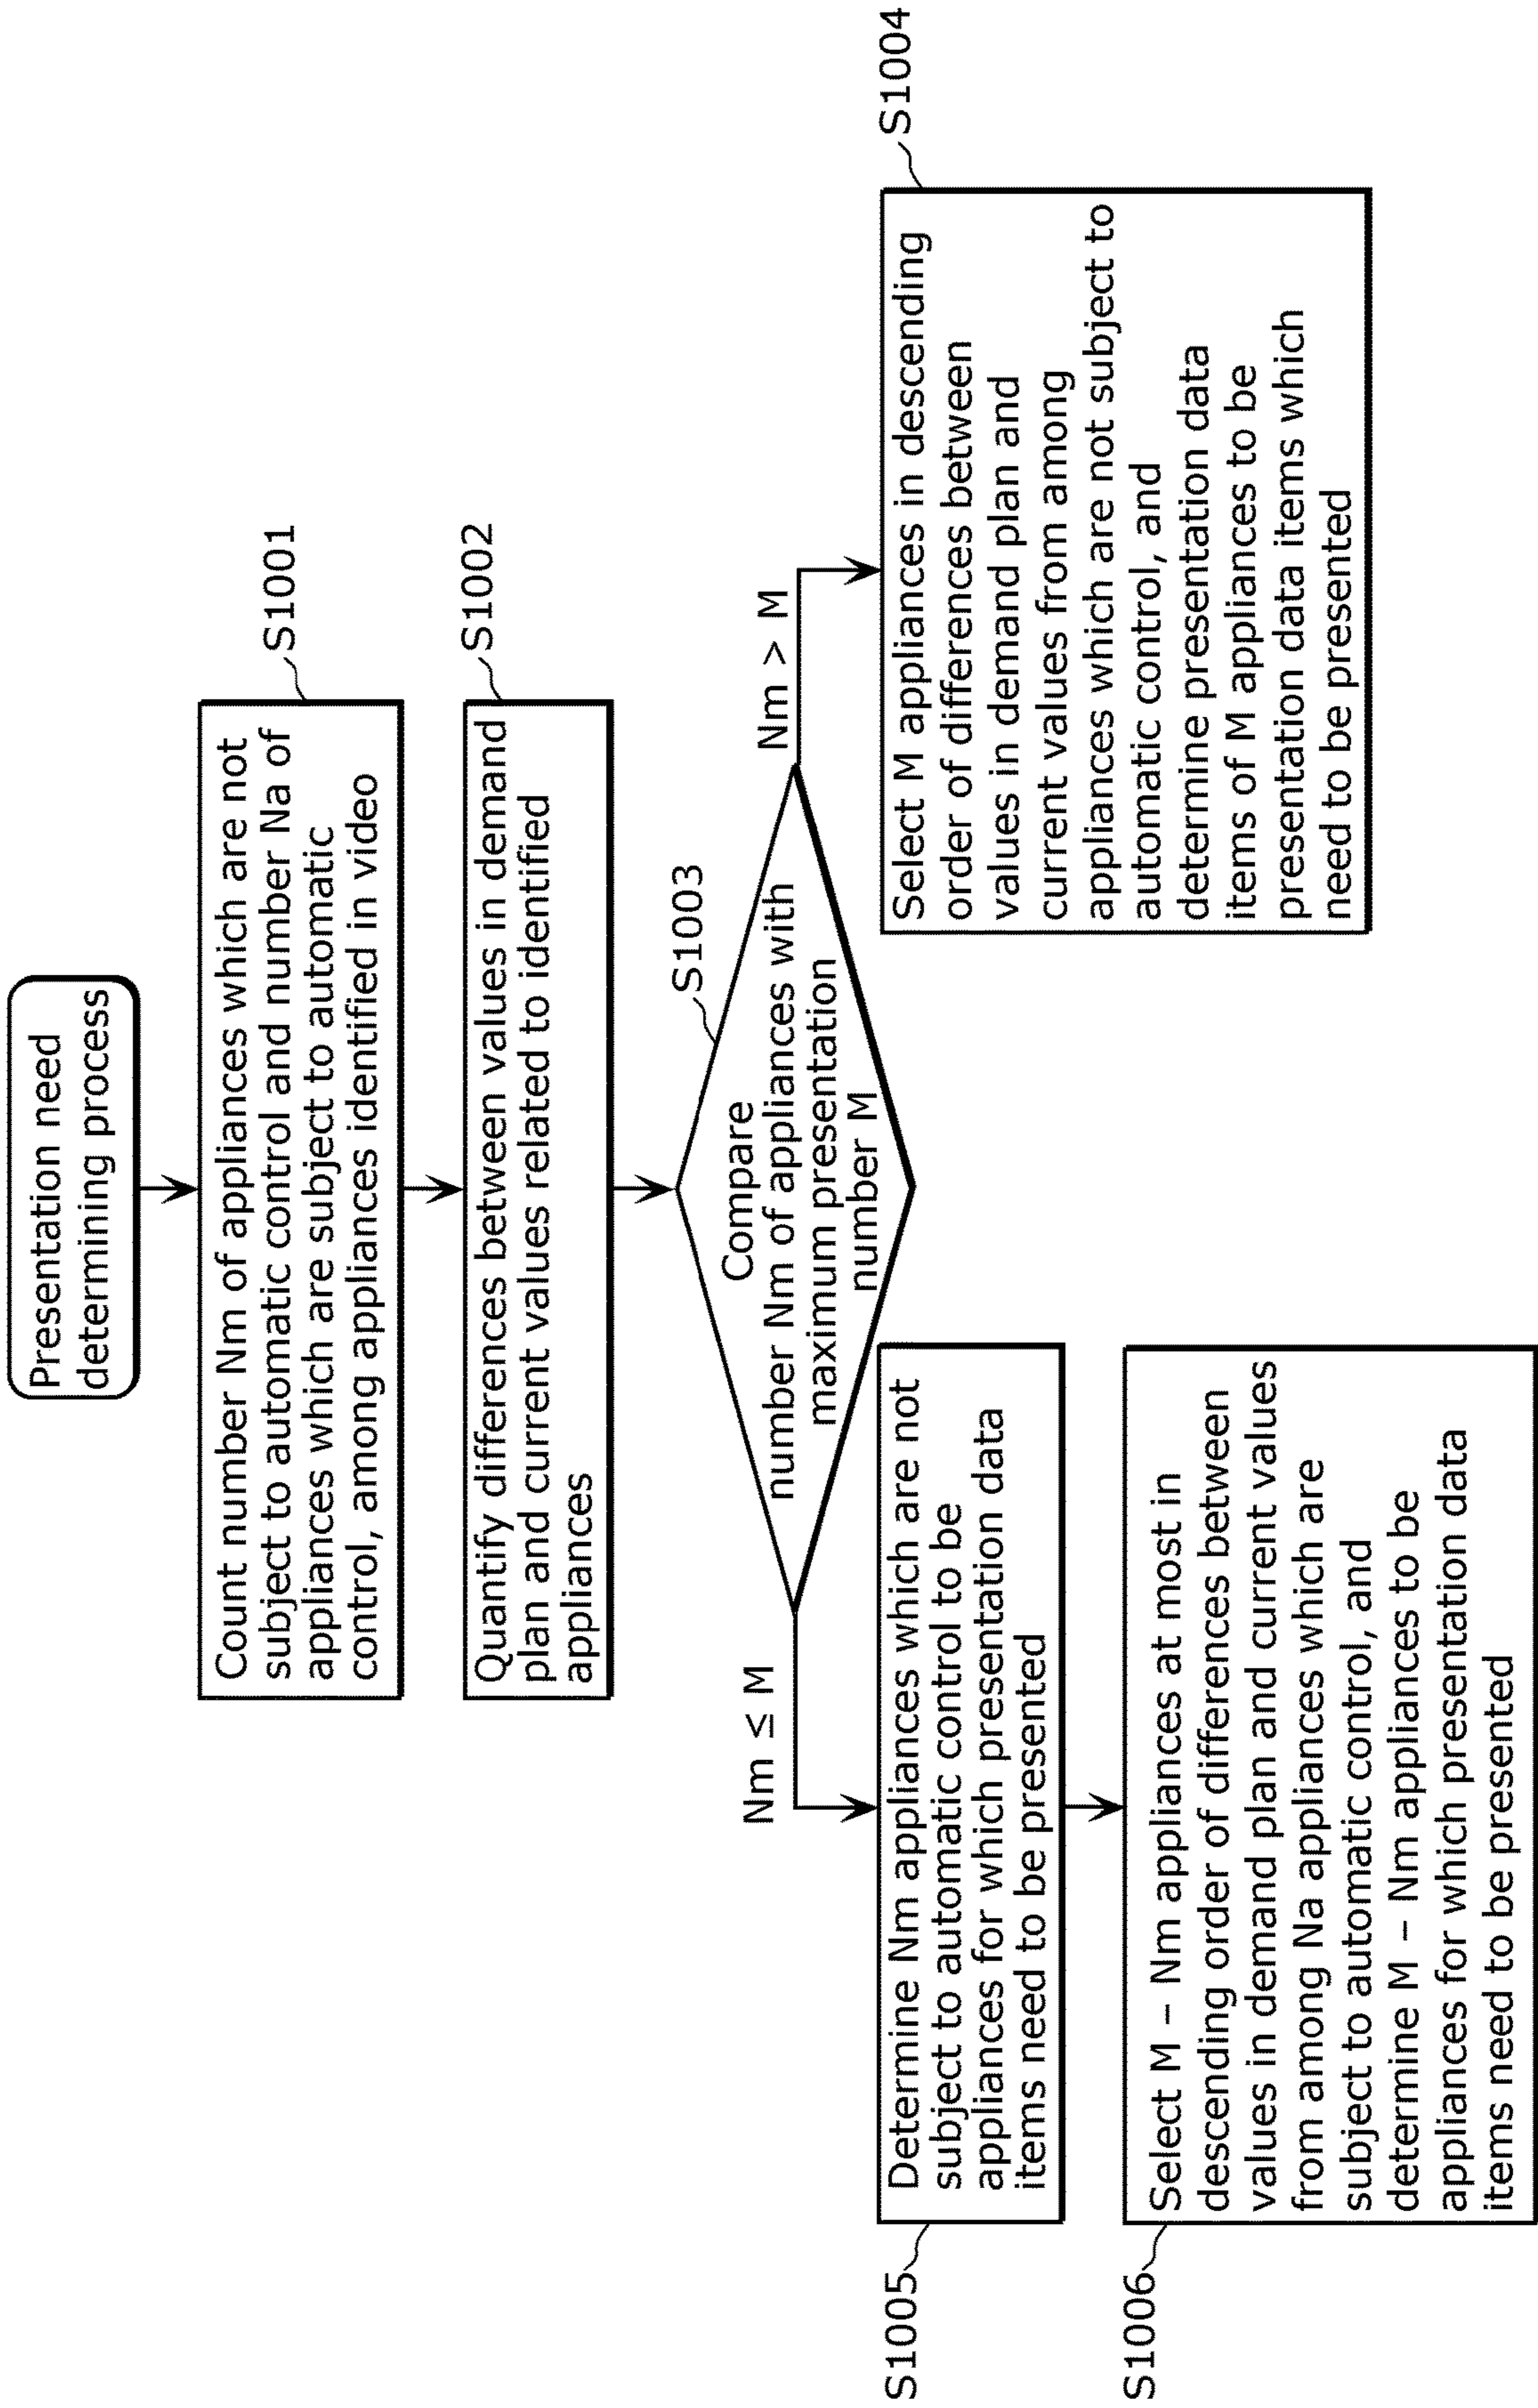 Presentation need
determining process
S1001
Count number Nm of appliances which are not
subject to automatic control and number Na of
appliances which are subject to automatic
control, among appliances identified in video
S1002
Quantify differences between values in demand
plan and current values related to identified
appliances
S1003
Compare
number Nm of appliances with
maximum presentation
number M
Nm ≤ M
Nm > M
S1004
Select M appliances in descending
order of differences between
values in demand plan and
current values from among
appliances which are not subject to
automatic control, and
determine presentation data
items of M appliances to be
presentation data items which
need to be presented
S1005
Determine Nm appliances which are not
subject to automatic control to be
appliances for which presentation data
items need to be presented
S1006
Select M – Nm appliances at most in
descending order of differences between
values in demand plan and current values
from among Na appliances which are
subject to automatic control, and
determine M – Nm appliances to be
appliances for which presentation data
items need to be presented